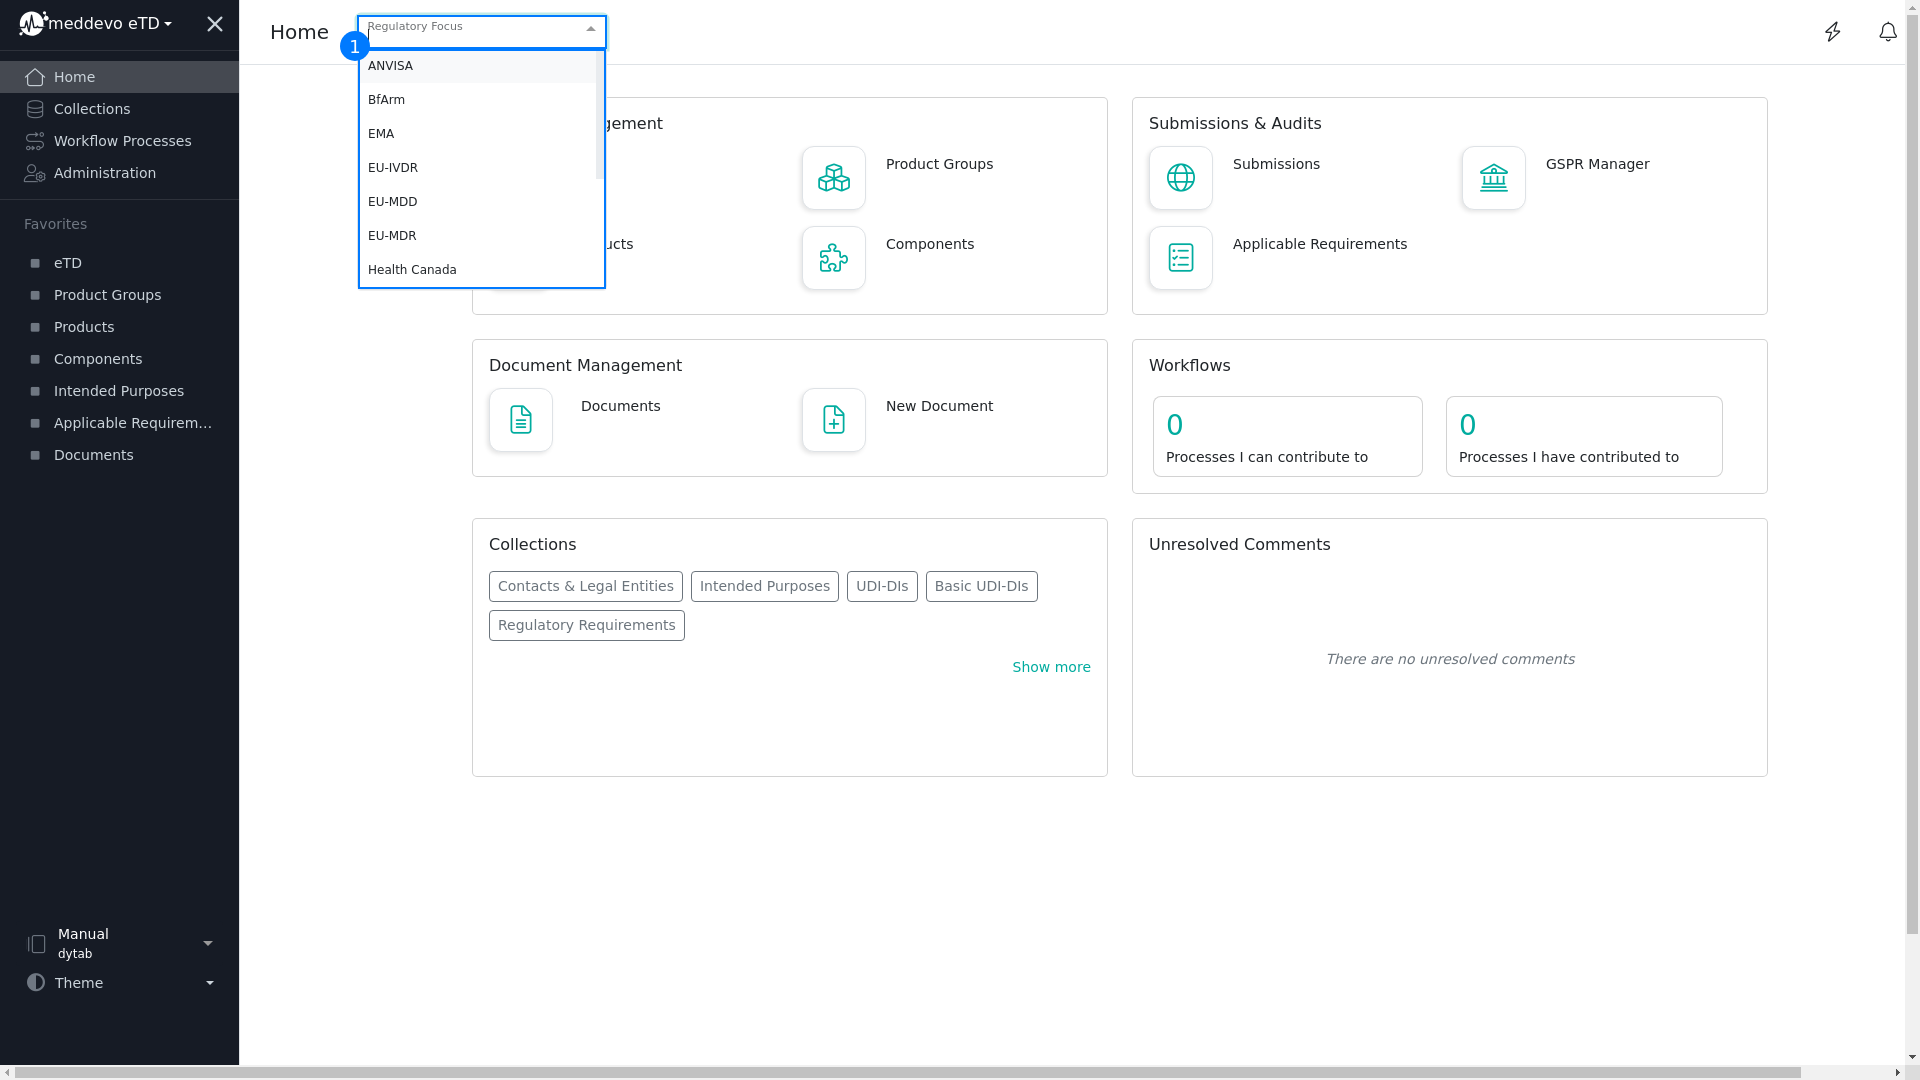 meddevo eTD
Home
Collections
Workflow Processes
Administration
Favorites
eTD
Product Groups
Products
Components
Intended Purposes
Applicable Requirem...
Documents
Manual
dytab
Theme
Home
Regulatory Focus
1
ANVISA
BfArm
EMA
EU-IVDR
EU-MDD
EU-MDR
Health Canada
Product Groups
Components
Submissions & Audits
Submissions
GSPR Manager
Applicable Requirements
Document Management
Documents
New Document
Workflows
0
Processes I can contribute to
0
Processes I have contributed to
Collections
Contacts & Legal Entities
Intended Purposes
UDI-DIs
Basic UDI-DIs
Regulatory Requirements
Show more
Unresolved Comments
There are no unresolved comments